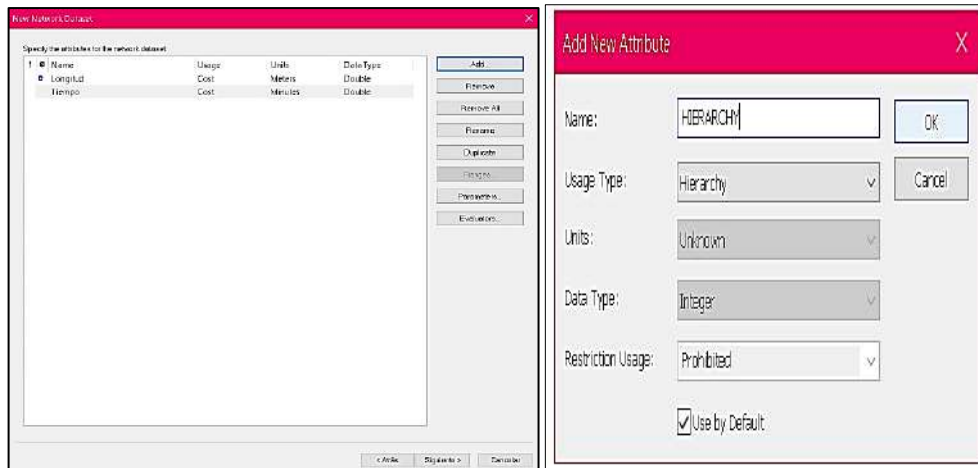 New Network Dataset
Specify the attributes for the network dataset:
! Name Usage Units Data Type
Longitud Cost Meters Double
Tiempo Cost Minutes Double
Add...
Remove
Remove All
Rename
Duplicate
Ranges...
Parameters...
Evaluators...
< Atrás
Siguiente >
Cancelar
Add New Attribute X
Name: HIERARCHY
OK
Usage Type: Hierarchy
Cancel
Units: Unknown
Data Type: Integer
Restriction Usage: Prohibited
Use by Default